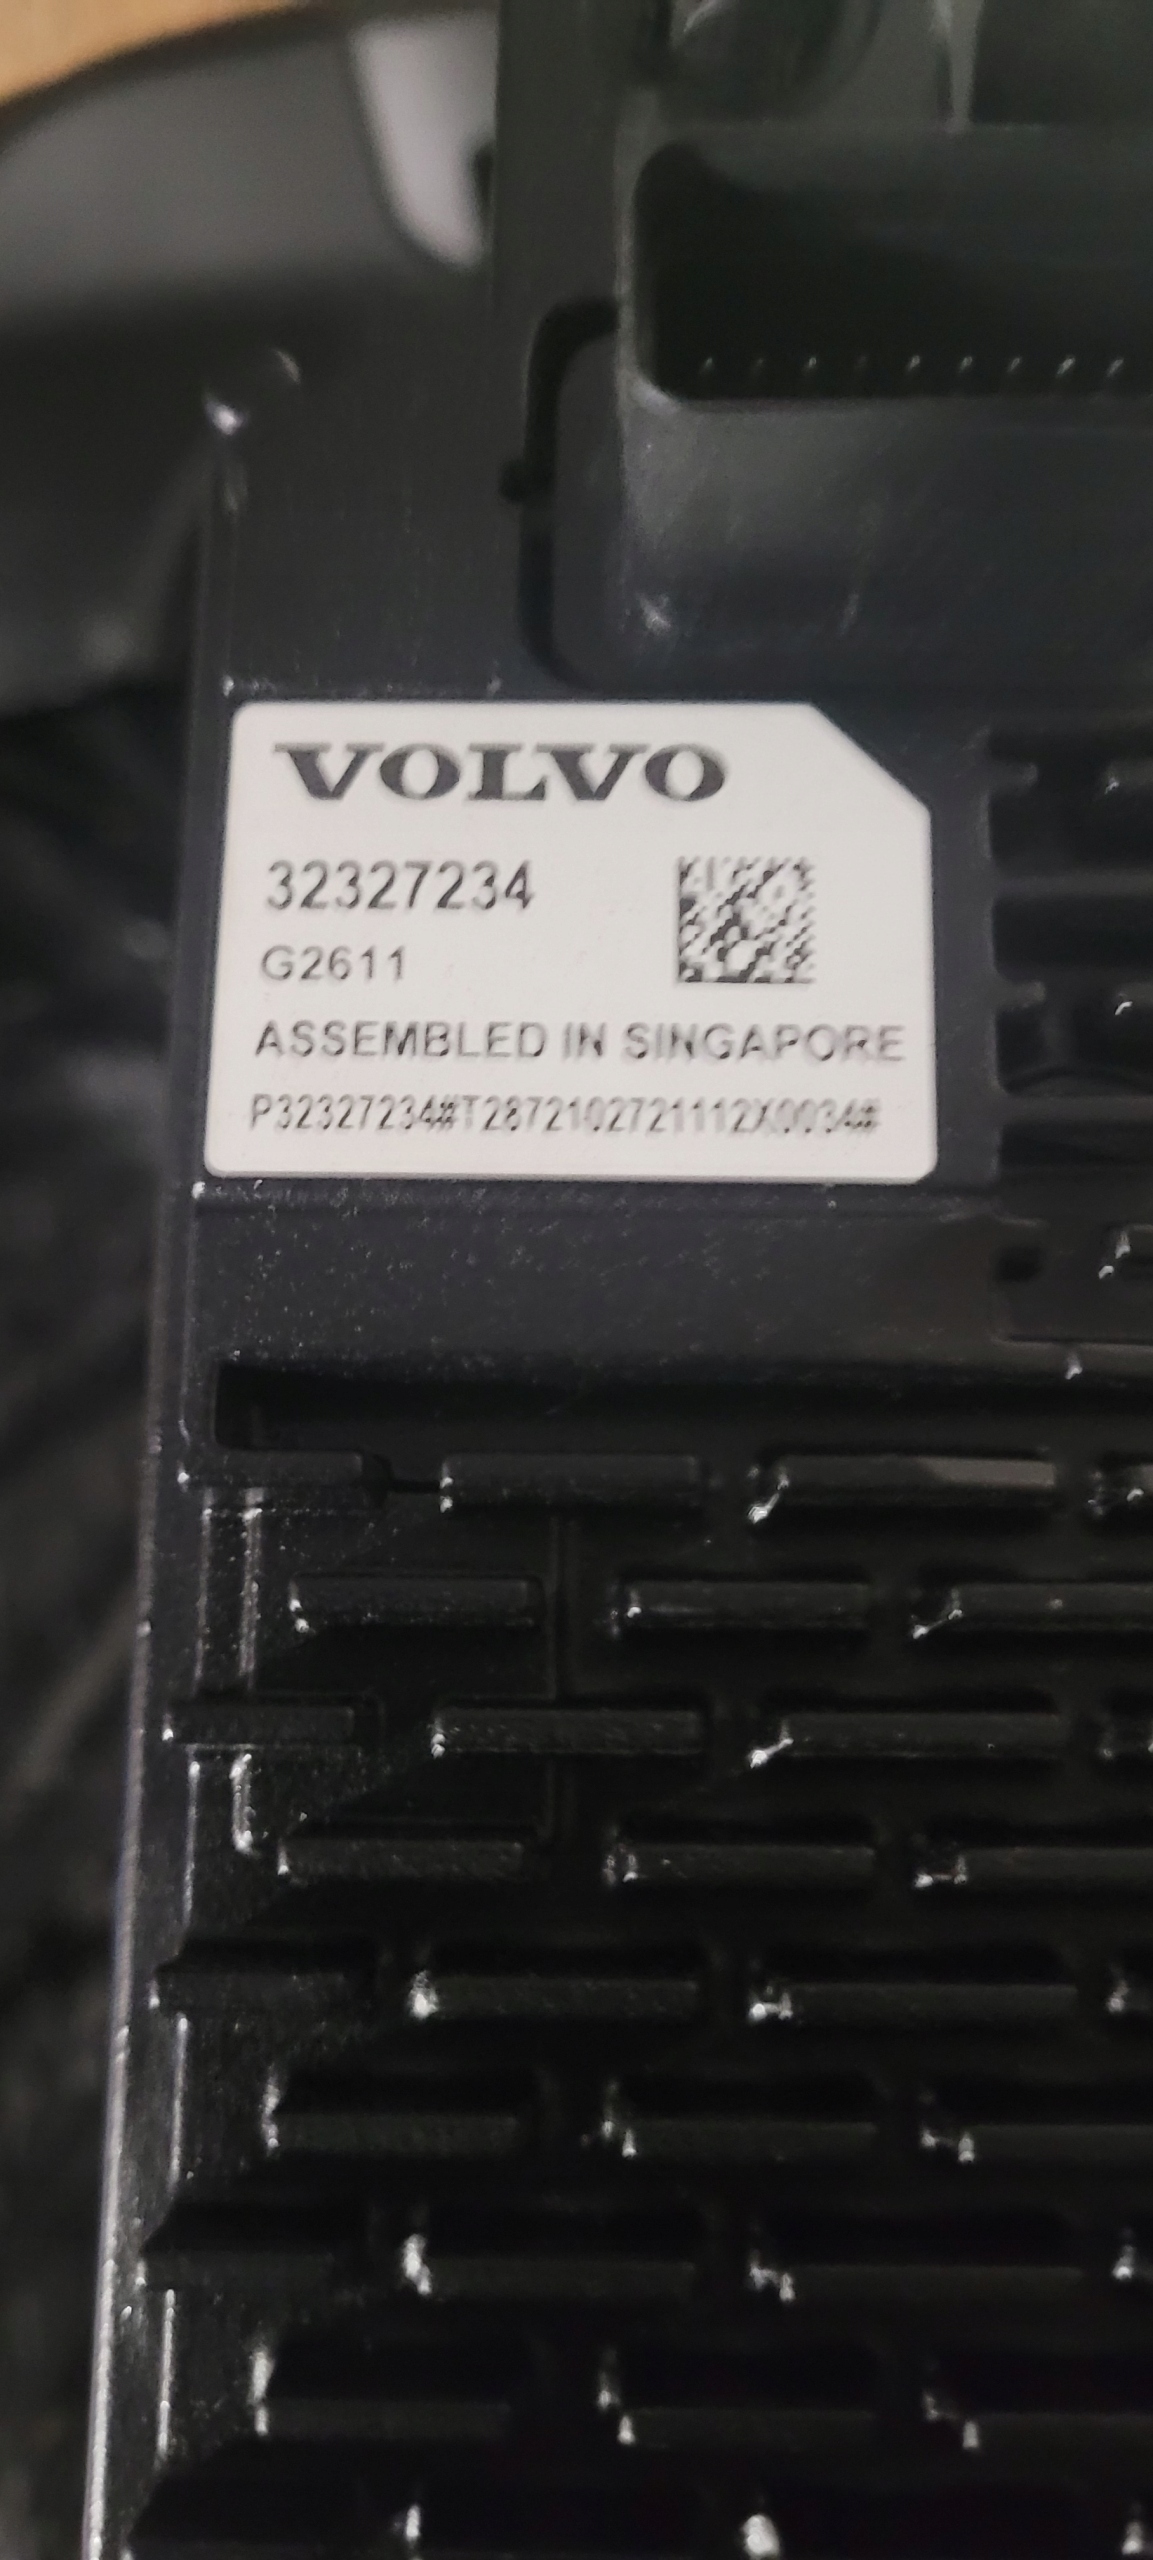 VOLVO
32327234
G2611
ASSEMBLED IN SINGAPORE
P32327234#T2872102721112X0034#